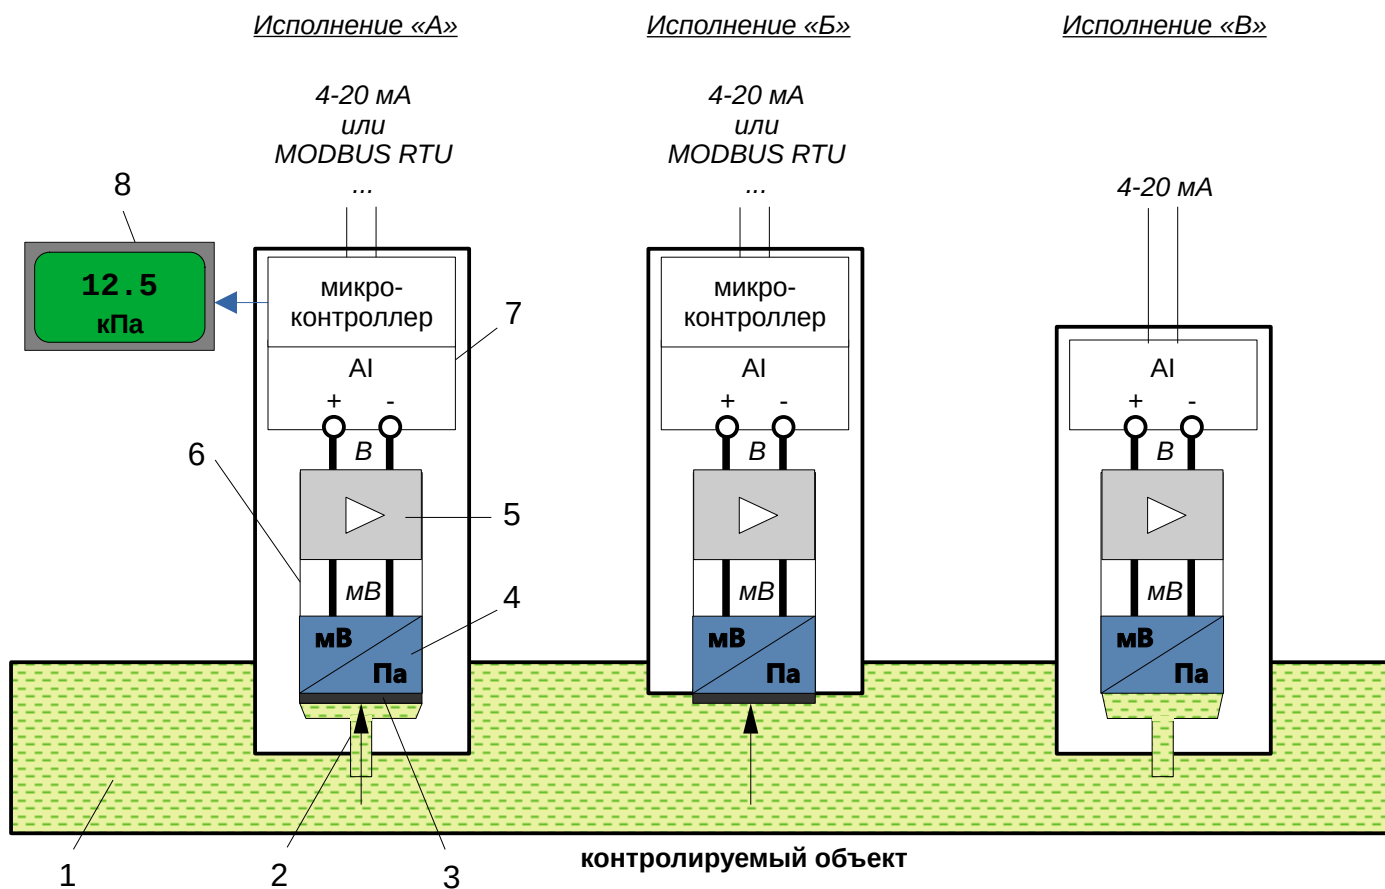 Исполнение «А»
Исполнение «Б»
Исполнение «В»
4-20 мА
или
MODBUS RTU
...
4-20 мА
или
MODBUS RTU
...
4-20 мА
8
12.5
кПа
микро-
контроллер
7
AI
+ -
В
6
5
мВ
4
мВ
Па
микро-
контроллер
AI
+ -
В
мВ
мВ
Па
AI
+ -
В
мВ
мВ
Па
контролируемый объект
1
2
3